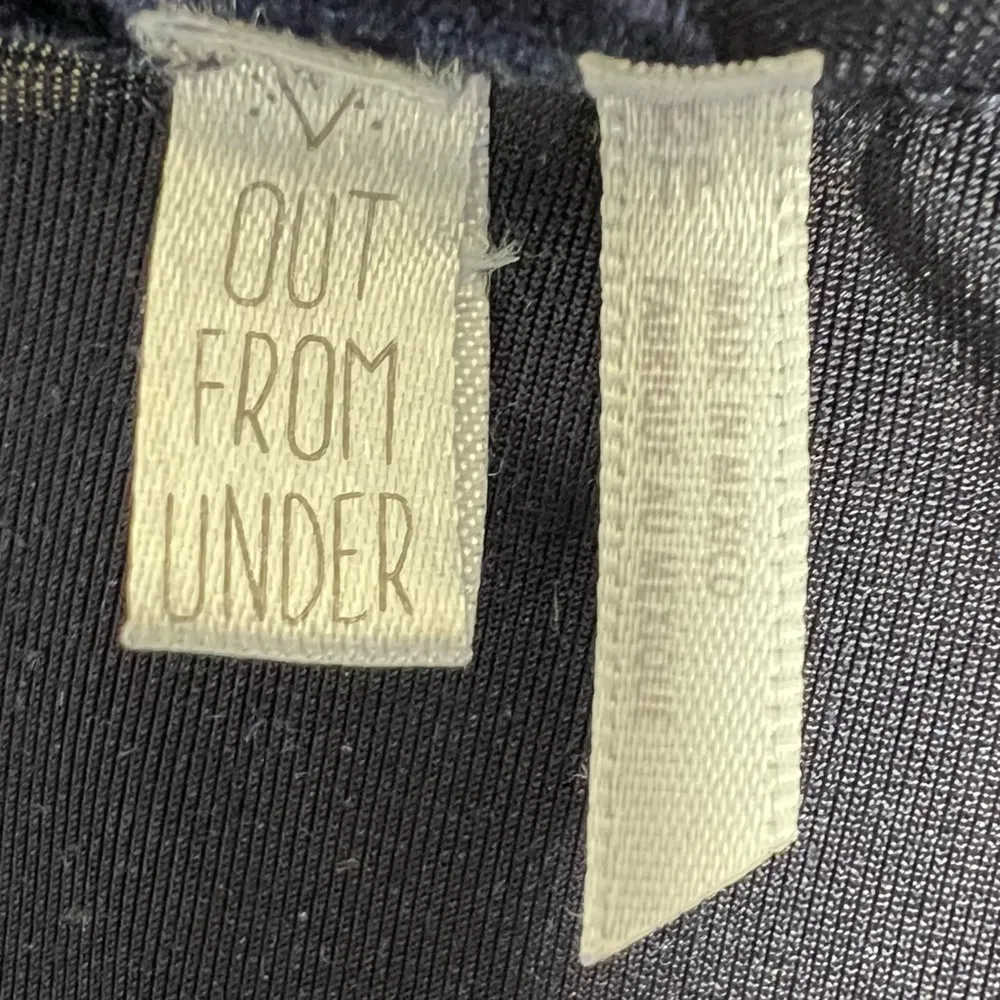 OUT
FROM
UNDER
MADE IN MEXICO
FABRIQUÉ AU MEXIQUE